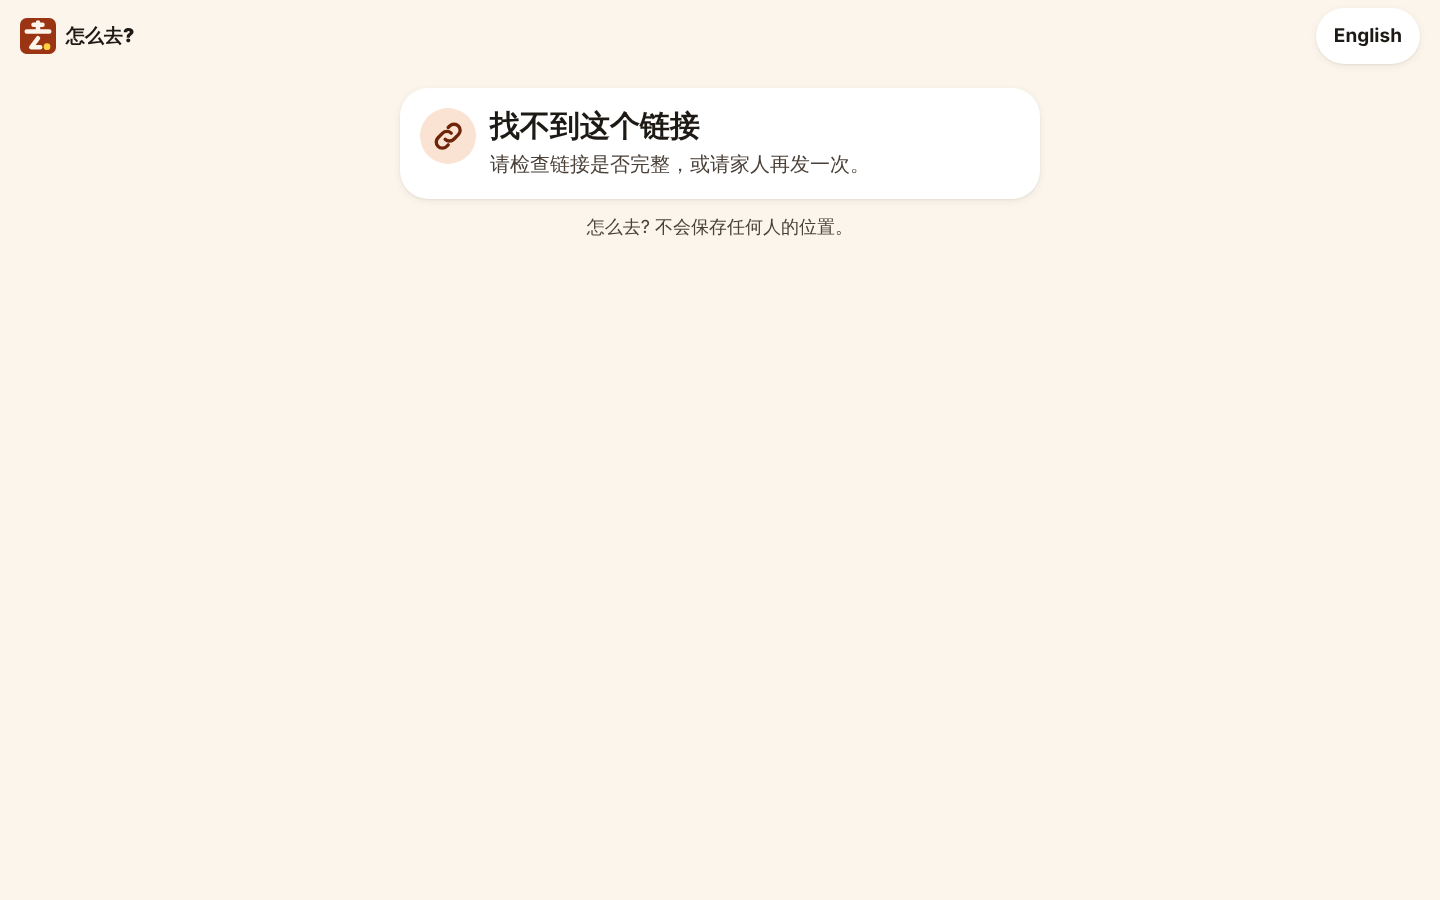 去
怎么去?
English
找不到这个链接
请检查链接是否完整，或请家人再发一次。
怎么去? 不会保存任何人的位置。